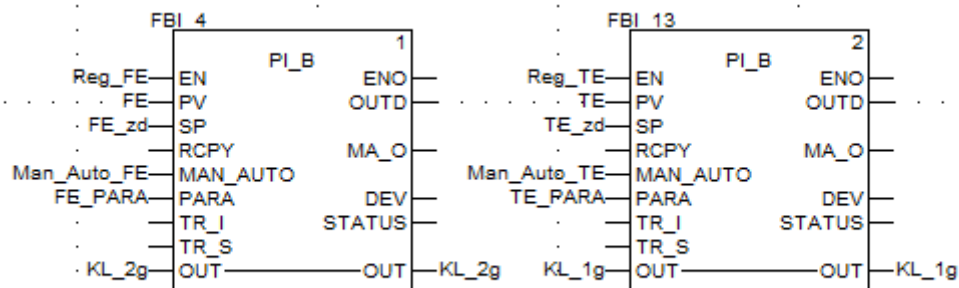 FBI_4 FBI_13
1 2
PI_B PI_B
Reg_FE EN ENO Reg_TE EN ENO
FE PV OUTD TE PV OUTD
FE_zd SP TE_zd SP
RCPY MA_O RCPY MA_O
Man_Auto_FE MAN_AUTO Man_Auto_TE MAN_AUTO
FE_PARA PARA DEV TE_PARA PARA DEV
TR_I STATUS TR_I STATUS
TR_S TR_S
KL_2g OUT OUT KL_2g KL_1g OUT OUT KL_1g